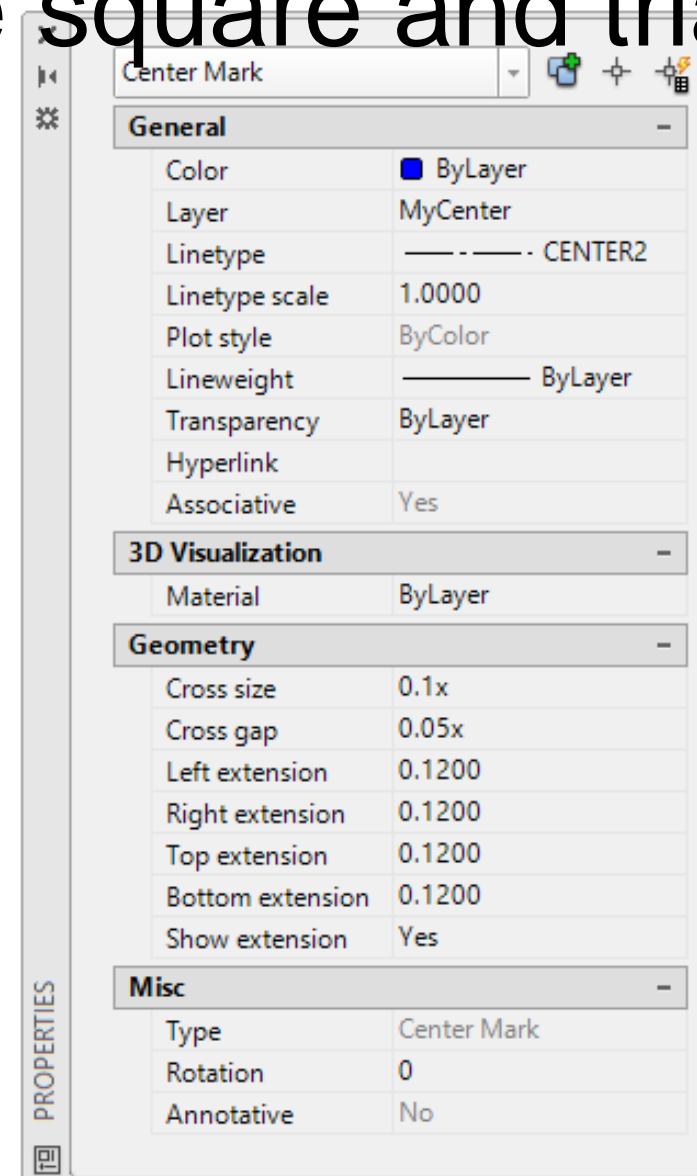 e square and tria
Center Mark
General
Color ByLayer
Layer MyCenter
Linetype CENTER2
Linetype scale 1.0000
Plot style ByColor
Lineweight ByLayer
Transparency ByLayer
Hyperlink
Associative Yes
3D Visualization
Material ByLayer
Geometry
Cross size 0.1x
Cross gap 0.05x
Left extension 0.1200
Right extension 0.1200
Top extension 0.1200
Bottom extension 0.1200
Show extension Yes
Misc
Type Center Mark
Rotation 0
Annotative No
PROPERTIES